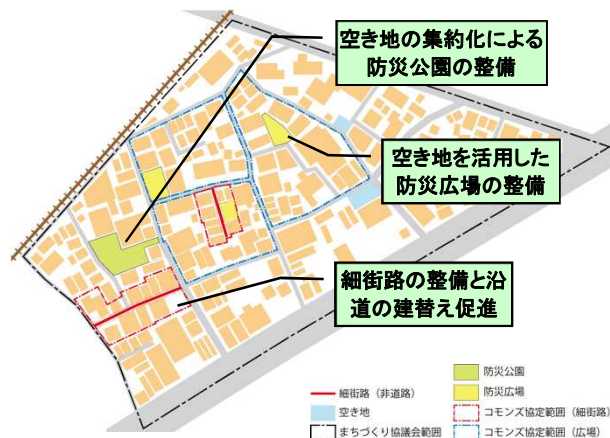 空き地の集約化による
防災公園の整備
空き地を活用した
防災広場の整備
細街路の整備と沿
道の建替え促進
細街路（非道路）
空き地
まちづくり協議会範囲
防災公園
防災広場
コモンズ協定範囲（細街路）
コモンズ協定範囲（広場）